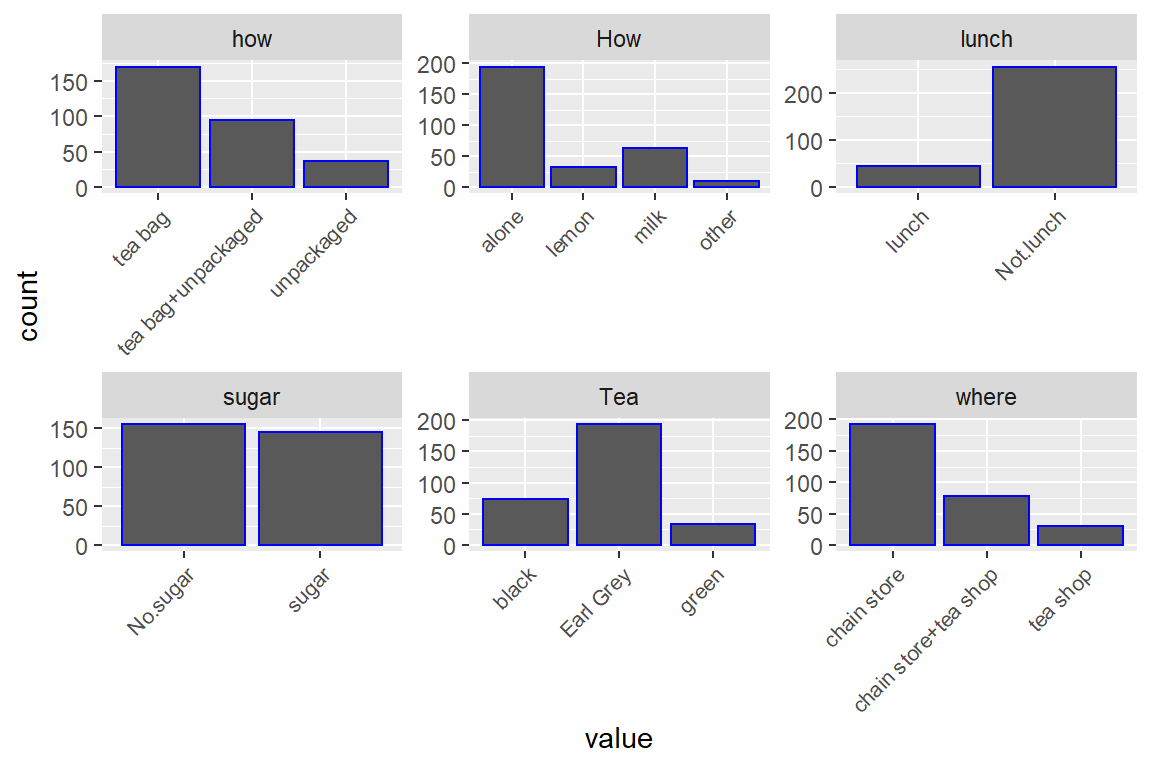 how
How
lunch
150
100
50
0
tea bag
tea bag+unpackaged
unpackaged
200
150
100
50
0
alone
lemon
milk
other
200
100
0
lunch
Not.lunch
count
sugar
Tea
where
150
100
50
0
No.sugar
sugar
200
150
100
50
0
black
Earl Grey
green
200
150
100
50
0
chain store
chain store+tea shop
tea shop
value